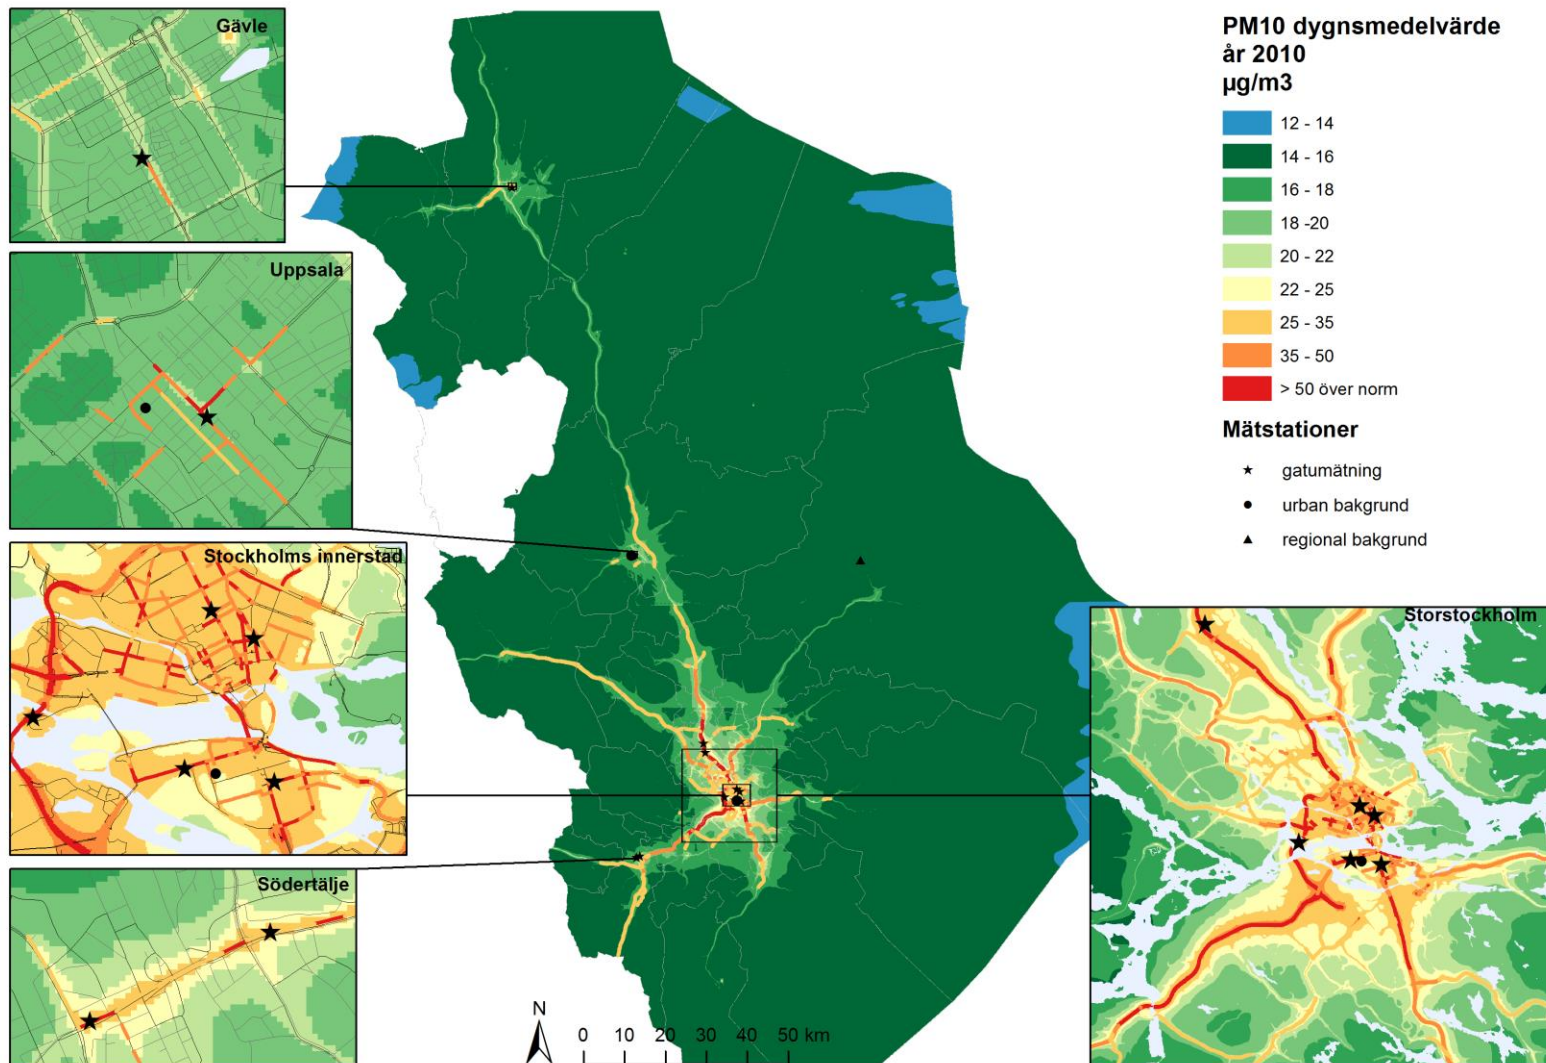 Gävle
Uppsala
Stockholms innerstad
Södertälje
PM10 dygnsmedelvärde
år 2010
µg/m3
12 - 14
14 - 16
16 - 18
18 -20
20 - 22
22 - 25
25 - 35
35 - 50
> 50 över norm
Mätstationer
gatumätning
urban bakgrund
regional bakgrund
Storstockholm
N
0 10 20 30 40 50 km